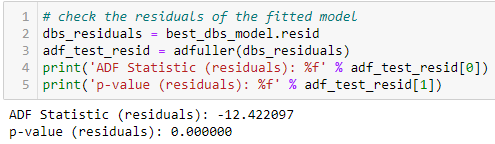 1 # check the residuals of the fitted model
2 dbs_residuals = best_dbs_model.resid
3 adf_test_resid = adfuller(dbs_residuals)
4 print('ADF Statistic (residuals): %f' % adf_test_resid[0])
5 print('p-value (residuals): %f' % adf_test_resid[1])
ADF Statistic (residuals): -12.422097
p-value (residuals): 0.000000